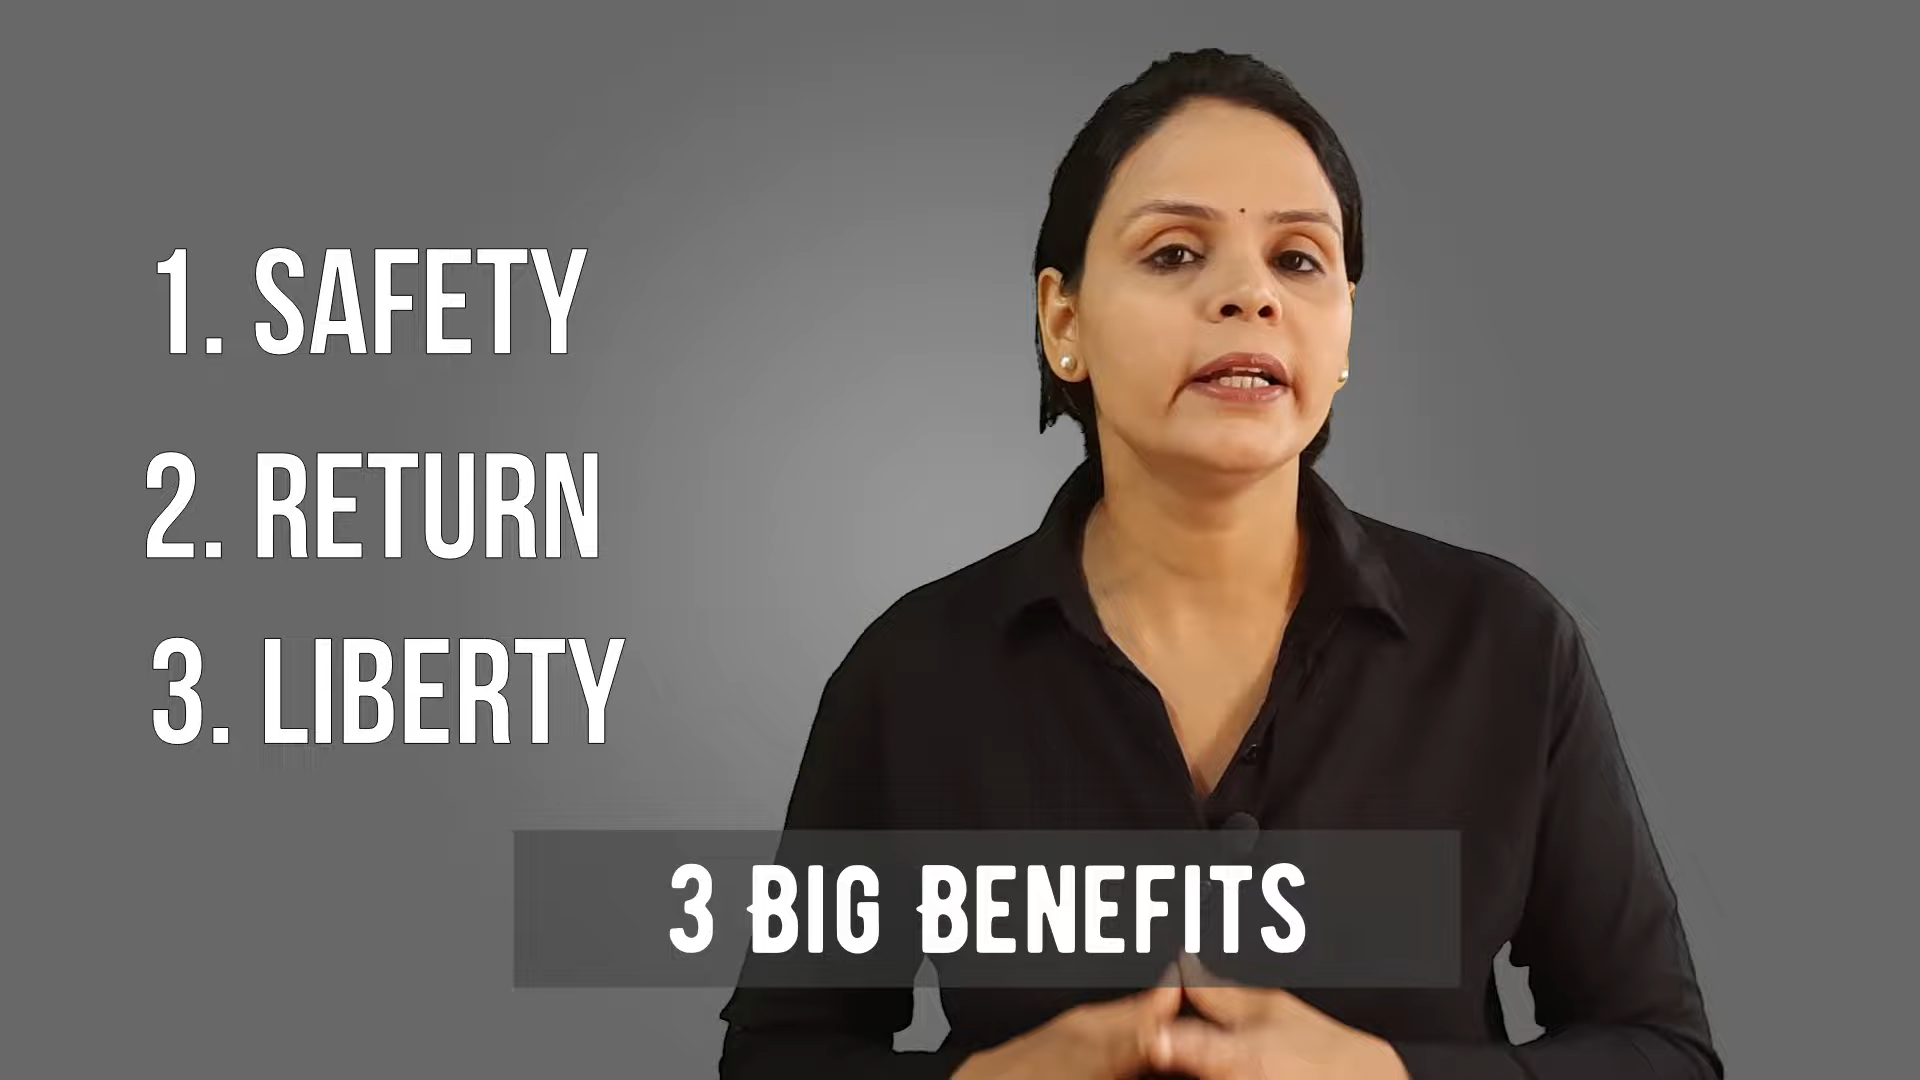 1. SAFETY
2. RETURN
3. LIBERTY
3 BIG BENEFITS